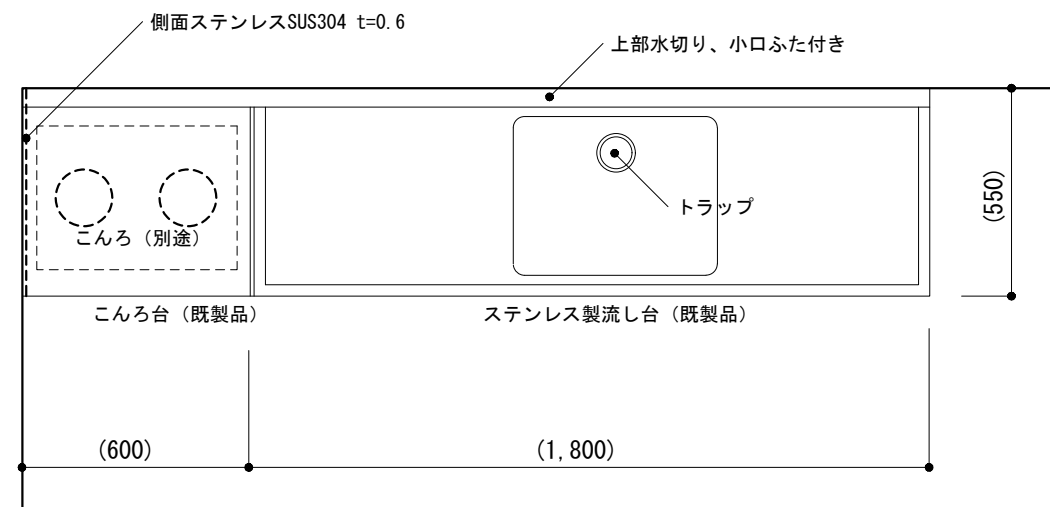 側面ステンレスSUS304 t=0.6
上部水切り、小口ふた付き
トラップ
(550)
こんろ（別途）
こんろ台（既製品）
ステンレス製流し台（既製品）
(600)
(1,800)